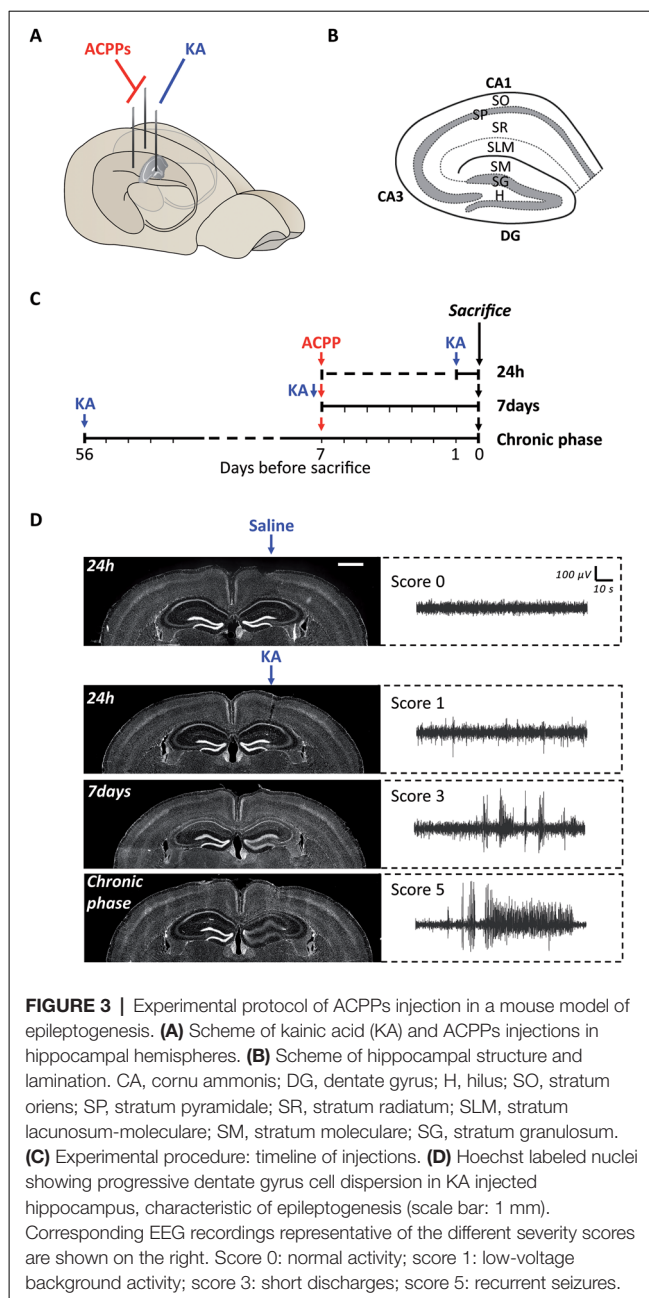 A
ACPPs
KA
B
CA1
SO
SP
SR
SLM
SM
SG
H
CA3
DG
C
Sacrifice
ACPP
KA
24h
KA
7days
KA
Chronic phase
56
7
1
0
Days before sacrifice
D
Saline
24h
Score 0
100 µV
10 s
KA
24h
Score 1
7days
Score 3
Chronic
phase
Score 5
FIGURE 3 | Experimental protocol of ACPPs injection in a mouse model of
epileptogenesis. (A) Scheme of kainic acid (KA) and ACPPs injections in
hippocampal hemispheres. (B) Scheme of hippocampal structure and
lamination. CA, cornu ammonis; DG, dentate gyrus; H, hilus; SO, stratum
oriens; SP, stratum pyramidale; SR, stratum radiatum; SLM, stratum
lacunosum-moleculare; SM, stratum moleculare; SG, stratum granulosum.
(C) Experimental procedure: timeline of injections. (D) Hoechst labeled nuclei
showing progressive dentate gyrus cell dispersion in KA injected
hippocampus, characteristic of epileptogenesis (scale bar: 1 mm).
Corresponding EEG recordings representative of the different severity scores
are shown on the right. Score 0: normal activity; score 1: low-voltage
background activity; score 3: short discharges; score 5: recurrent seizures.